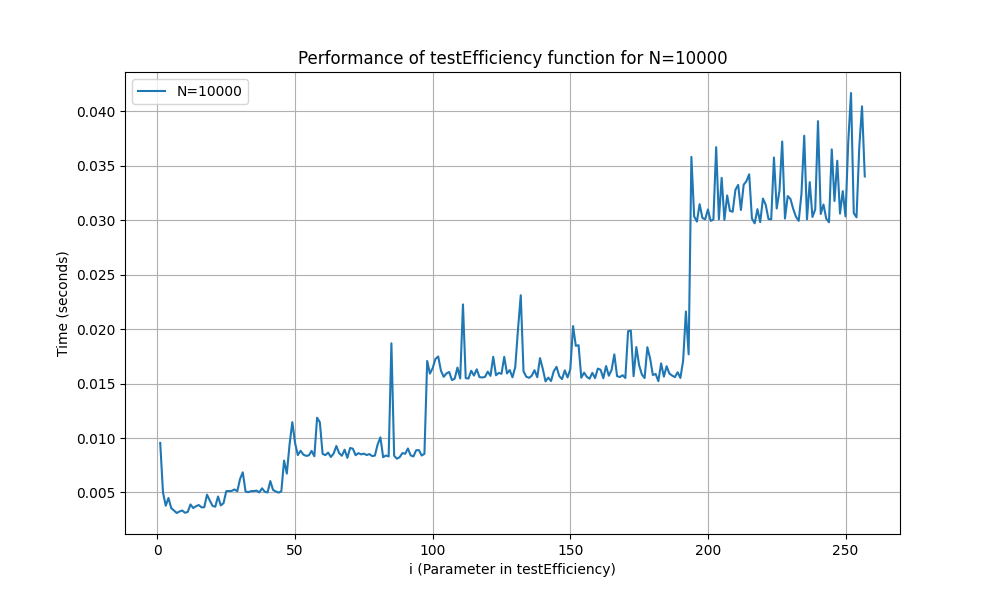 Performance of testEfficiency function for N=10000
N=10000
Time (seconds)
0.040
0.035
0.030
0.025
0.020
0.015
0.010
0.005
0 50 100 150 200 250
i (Parameter in testEfficiency)